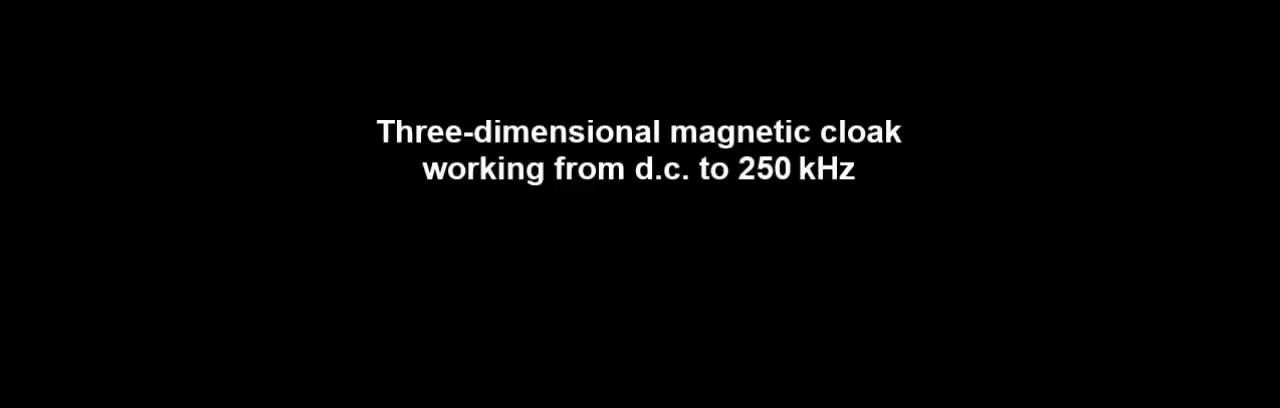 Three-dimensional magnetic cloak
working from d.c. to 250 kHz